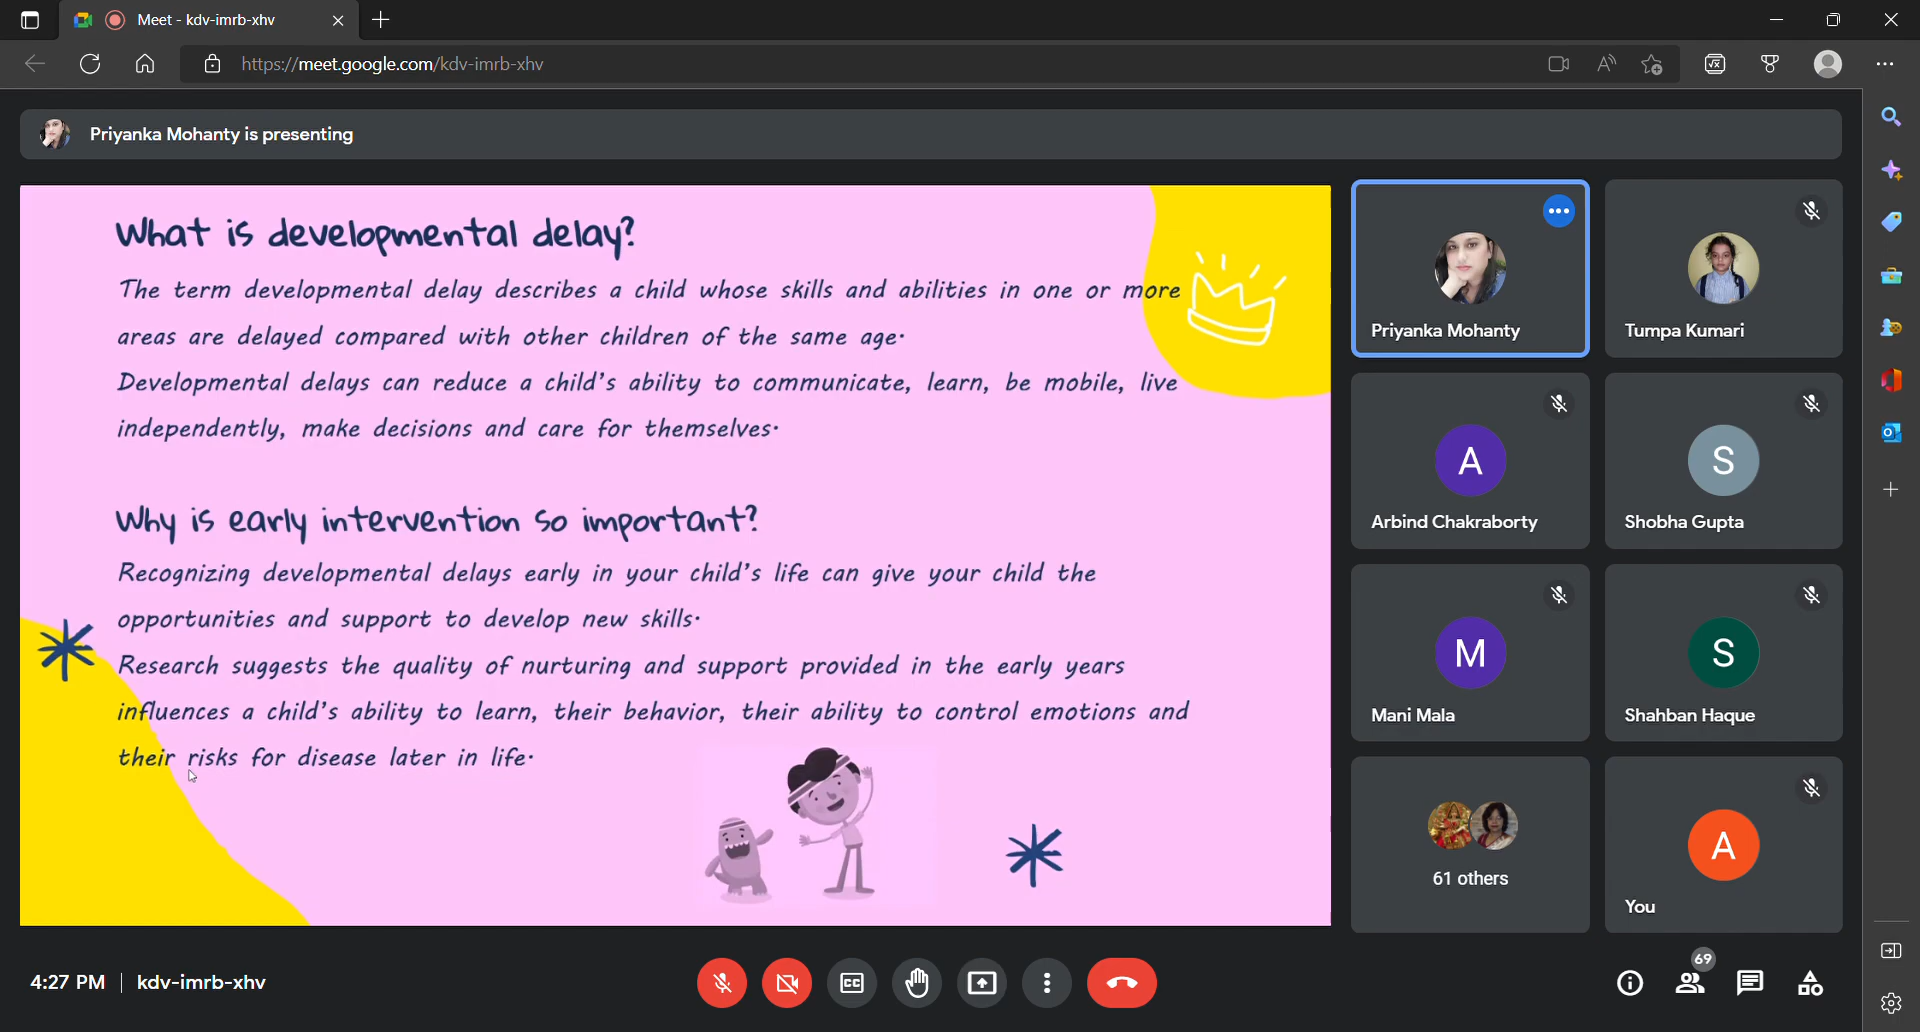 Meet - kdv-imrb-xhv
https://meet.google.com/kdv-imrb-xhv
Priyanka Mohanty is presenting
What is developmental delay?
The term developmental delay describes a child whose skills and abilities in one or more
areas are delayed compared with other children of the same age.
Developmental delays can reduce a child's ability to communicate, learn, be mobile, live
independently, make decisions and care for themselves.
Why is early intervention so important?
Recognizing developmental delays early in your child's life can give your child the
opportunities and support to develop new skills.
Research suggests the quality of nurturing and support provided in the early years
influences a child's ability to learn, their behavior, their ability to control emotions and
their risks for disease later in life.
Priyanka Mohanty
Tumpa Kumari
A
Arbind Chakraborty
S
Shobha Gupta
M
Mani Mala
S
Shahban Haque
61 others
A
You
4:27 PM | kdv-imrb-xhv
CC
69